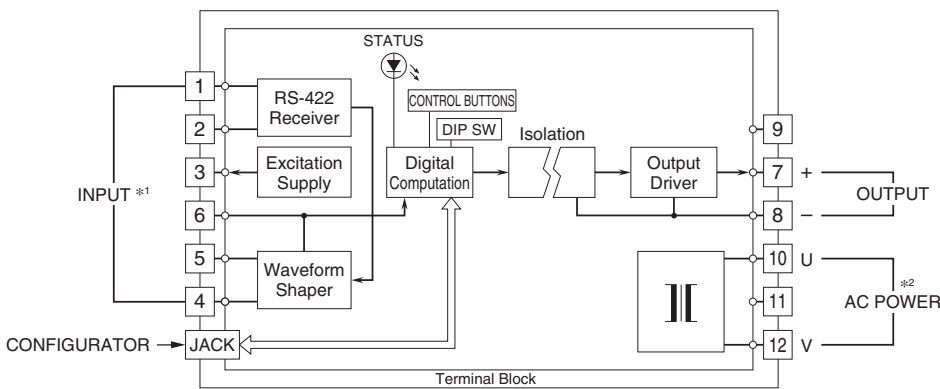 STATUS
1
RS-422
Receiver
CONTROL BUTTONS
DIP SW
Isolation
2
9
3
Excitation
Supply
Digital
Computation
Output
Driver
7
+
INPUT *1
OUTPUT
6
8
–
5
Waveform
Shaper
10
U
4
11
*2
AC POWER
CONFIGURATOR
JACK
12
V
Terminal Block